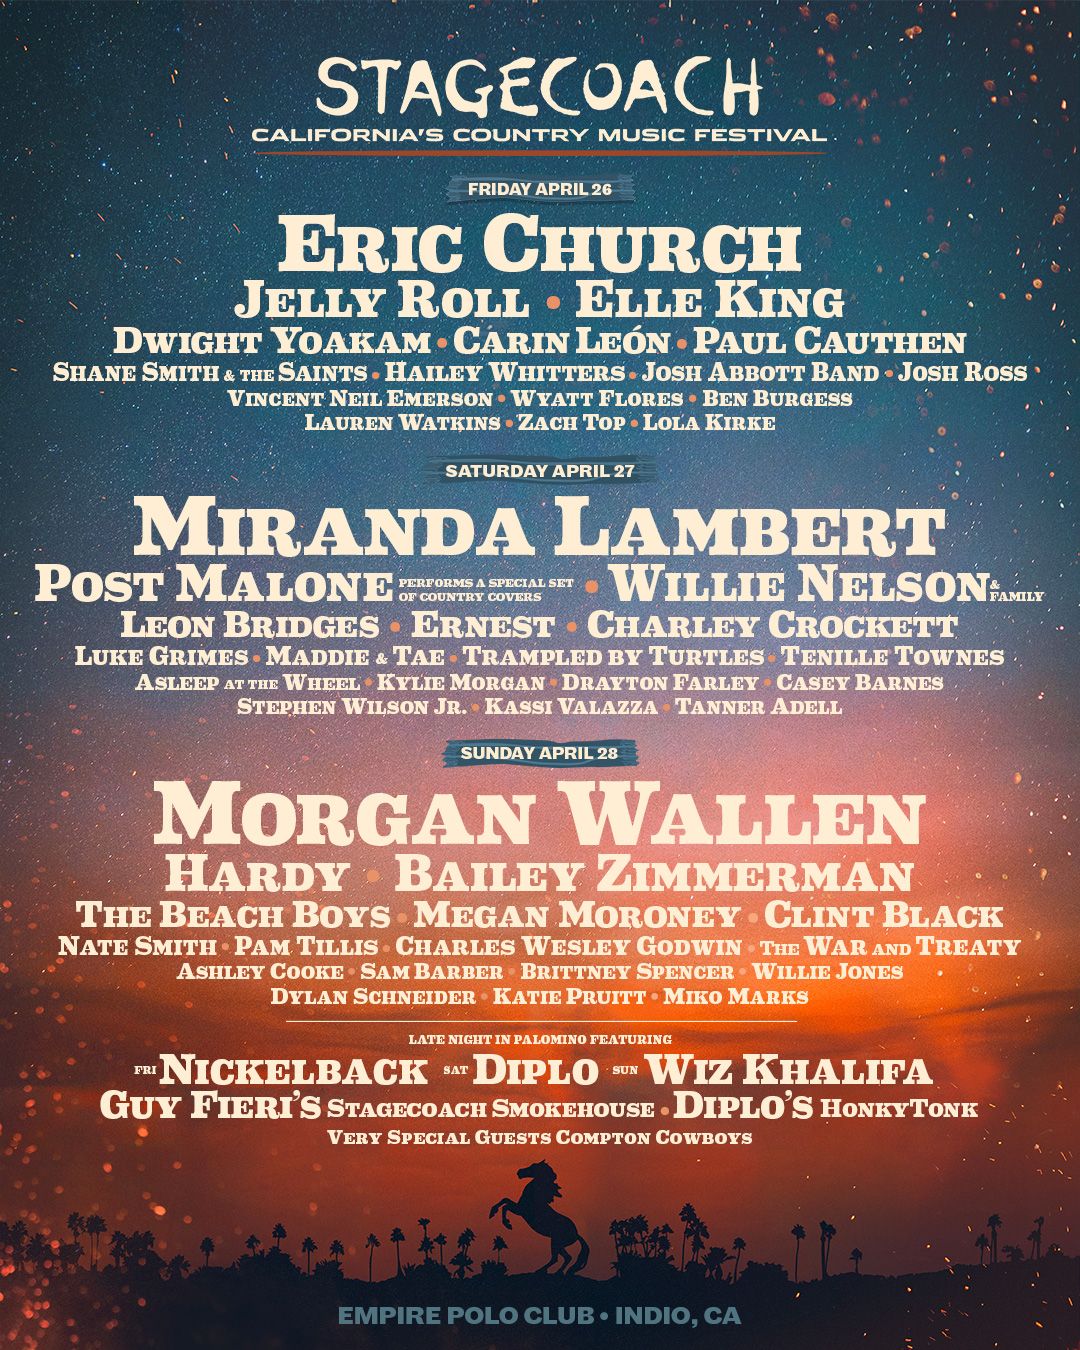 STAGECOACH
CALIFORNIA'S COUNTRY MUSIC FESTIVAL
FRIDAY APRIL 26
ERIC CHURCH
JELLY ROLL • ELLE KING
DWIGHT YOAKAM • CARIN LEÓN • PAUL CAUTHEN
SHANE SMITH & THE SAINTS • HAILEY WHITTERS • JOSH ABBOTT BAND • JOSH ROSS
VINCENT NEIL EMERSON • WYATT FLORES • BEN BURGESS
LAUREN WATKINS • ZACH TOP • LOLA KIRKE
SATURDAY APRIL 27
MIRANDA LAMBERT
POST MALONE PERFORMS A SPECIAL SET OF COUNTRY COVERS • WILLIE NELSON & FAMILY
LEON BRIDGES • ERNEST • CHARLEY CROCKETT
LUKE GRIMES • MADDIE & TAE • TRAMPLED BY TURTLES • TENILLE TOWNES
ASLEEP AT THE WHEEL • KYLIE MORGAN • DRAYTON FARLEY • CASEY BARNES
STEPHEN WILSON JR. • KASSI VALAZZA • TANNER ADELL
SUNDAY APRIL 28
MORGAN WALLEN
HARDY • BAILEY ZIMMERMAN
THE BEACH BOYS • MEGAN MORONEY • CLINT BLACK
NATE SMITH • PAM TILLIS • CHARLES WESLEY GODWIN • THE WAR AND TREATY
ASHLEY COOKE • SAM BARBER • BRITTNEY SPENCER • WILLIE JONES
DYLAN SCHNEIDER • KATIE PRUITT • MIKO MARKS
LATE NIGHT IN PALOMINO FEATURING
FRI NICKELBACK SAT DIPLO SUN WIZ KHALIFA
GUY FIERI'S STAGECOACH SMOKEHOUSE • DIPLO'S HONKYTONK
VERY SPECIAL GUESTS COMPTON COWBOYS
EMPIRE POLO CLUB • INDIO, CA